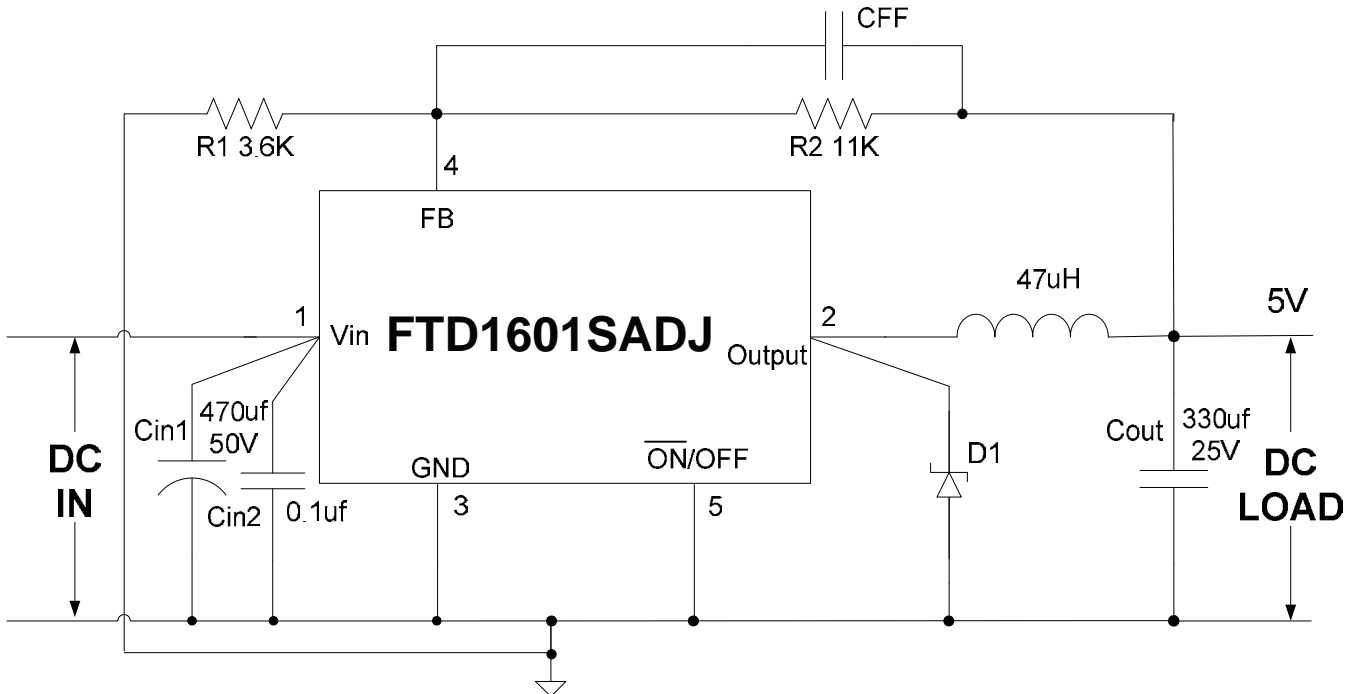 CFF
R1 3.6K
R2 11K
4
FB
47uH
5V
1
2
Vin
FTD1601SADJ
Output
470uf
50V
Cin1
Cin2
0.1uf
DC
IN
GND
ON/OFF
3
5
D1
Cout
330uf
25V
DC
LOAD